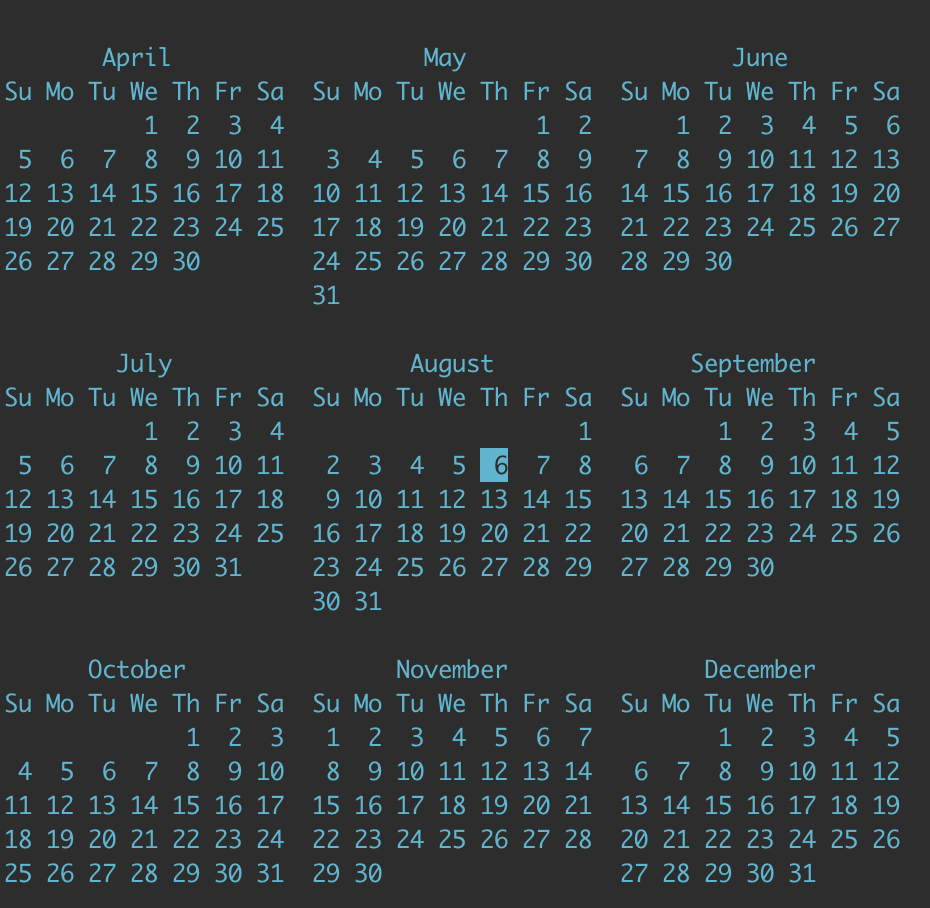 April                  May                   June
Su Mo Tu We Th Fr Sa  Su Mo Tu We Th Fr Sa  Su Mo Tu We Th Fr Sa
          1  2  3  4                  1  2      1  2  3  4  5  6
 5  6  7  8  9 10 11   3  4  5  6  7  8  9   7  8  9 10 11 12 13
12 13 14 15 16 17 18  10 11 12 13 14 15 16  14 15 16 17 18 19 20
19 20 21 22 23 24 25  17 18 19 20 21 22 23  21 22 23 24 25 26 27
26 27 28 29 30        24 25 26 27 28 29 30  28 29 30
                      31
        July                 August              September
Su Mo Tu We Th Fr Sa  Su Mo Tu We Th Fr Sa  Su Mo Tu We Th Fr Sa
          1  2  3  4                     1         1  2  3  4  5
 5  6  7  8  9 10 11   2  3  4  5  6  7  8   6  7  8  9 10 11 12
12 13 14 15 16 17 18   9 10 11 12 13 14 15  13 14 15 16 17 18 19
19 20 21 22 23 24 25  16 17 18 19 20 21 22  20 21 22 23 24 25 26
26 27 28 29 30 31     23 24 25 26 27 28 29  27 28 29 30
                      30 31
      October               November              December
Su Mo Tu We Th Fr Sa  Su Mo Tu We Th Fr Sa  Su Mo Tu We Th Fr Sa
             1  2  3   1  2  3  4  5  6  7         1  2  3  4  5
 4  5  6  7  8  9 10   8  9 10 11 12 13 14   6  7  8  9 10 11 12
11 12 13 14 15 16 17  15 16 17 18 19 20 21  13 14 15 16 17 18 19
18 19 20 21 22 23 24  22 23 24 25 26 27 28  20 21 22 23 24 25 26
25 26 27 28 29 30 31  29 30                 27 28 29 30 31